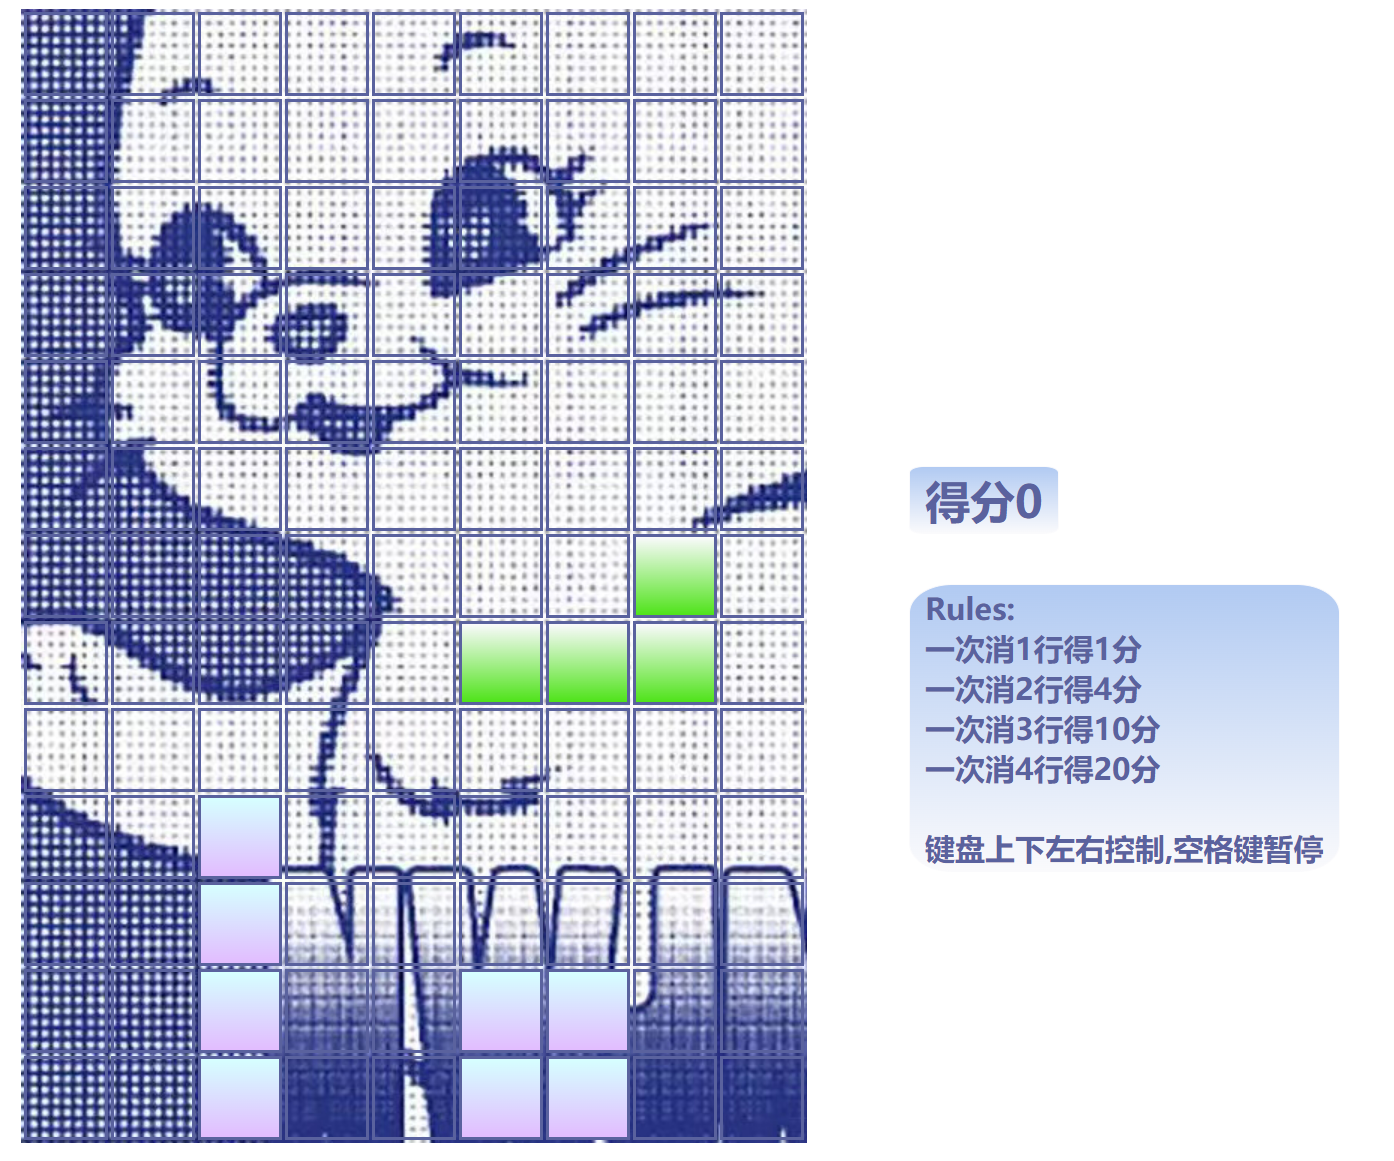 得分0
Rules:
一次消1行得1分
一次消2行得4分
一次消3行得10分
一次消4行得20分
键盘上下左右控制,空格键暂停